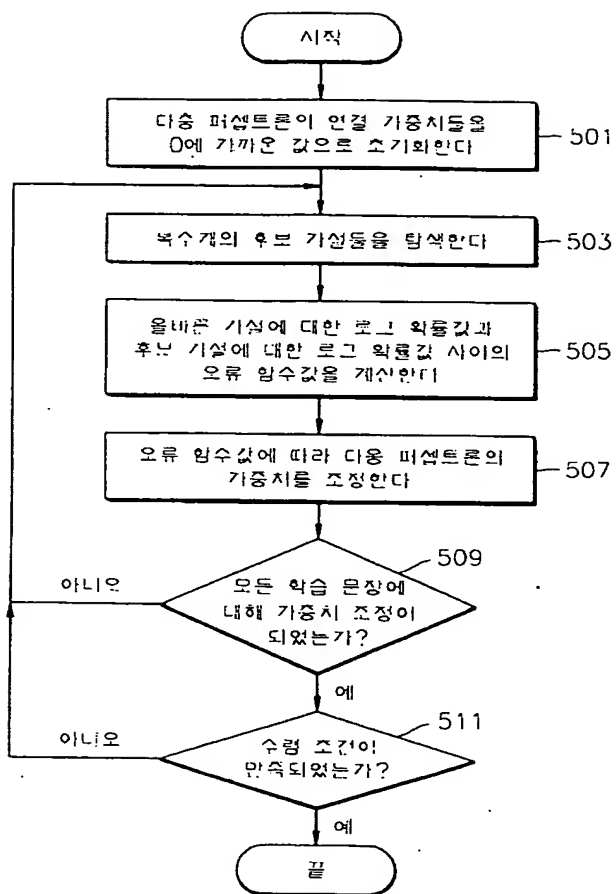 시작
다층 퍼셉트론의 연결 가중치들을
0에 가까운 값으로 초기화한다
501
복수개의 후보 가설들을 탐색한다
503
올바른 가설에 대한 로그 확률값과
후보 가설에 대한 로그 확률값 사이의
오류 함수값을 계산한다
505
오류 함수값에 따라 다층 퍼셉트론의
가중치를 조정한다
507
509
아니오
모든 학습 문장에
대해 가중치 조정이
되었는가?
예
511
아니오
수렴 조건이
만족되었는가?
예
끝